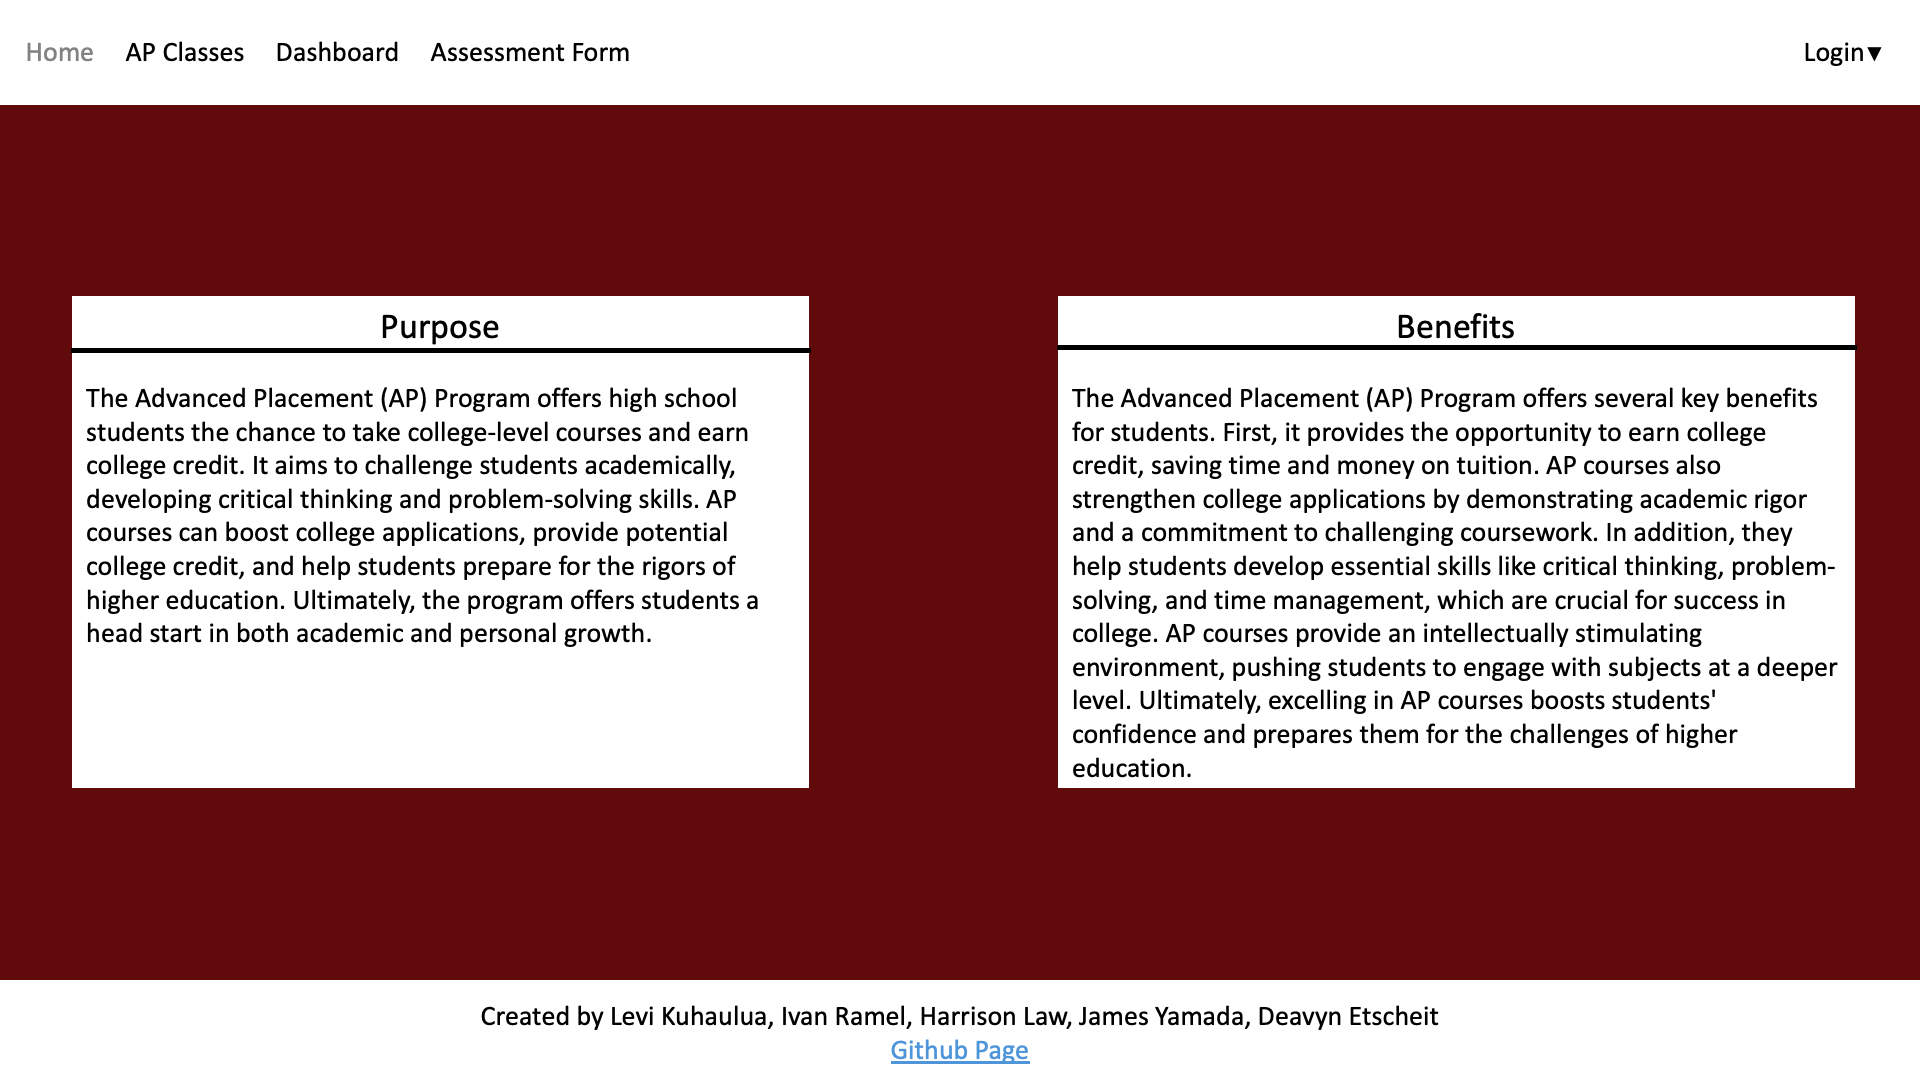 Home AP Classes Dashboard Assessment Form Login▼
Purpose
The Advanced Placement (AP) Program offers high school
students the chance to take college-level courses and earn
college credit. It aims to challenge students academically,
developing critical thinking and problem-solving skills. AP
courses can boost college applications, provide potential
college credit, and help students prepare for the rigors of
higher education. Ultimately, the program offers students a
head start in both academic and personal growth.
Benefits
The Advanced Placement (AP) Program offers several key benefits
for students. First, it provides the opportunity to earn college
credit, saving time and money on tuition. AP courses also
strengthen college applications by demonstrating academic rigor
and a commitment to challenging coursework. In addition, they
help students develop essential skills like critical thinking, problem-
solving, and time management, which are crucial for success in
college. AP courses provide an intellectually stimulating
environment, pushing students to engage with subjects at a deeper
level. Ultimately, excelling in AP courses boosts students'
confidence and prepares them for the challenges of higher
education.
Created by Levi Kuhaulua, Ivan Ramel, Harrison Law, James Yamada, Deavyn Etscheit
Github Page